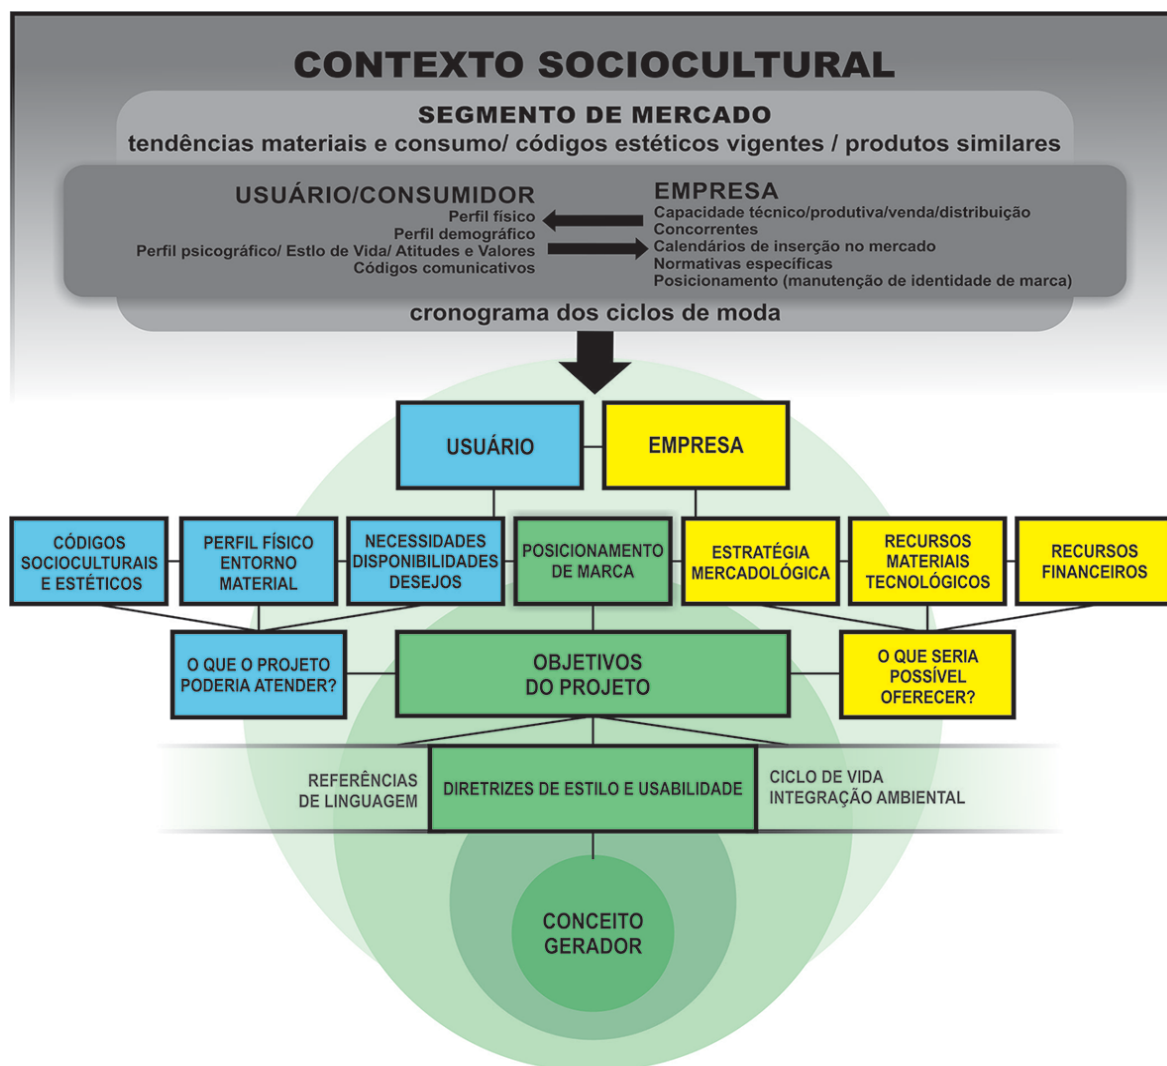 CONTEXTO SOCIOCULTURAL
SEGMENTO DE MERCADO
tendências materiais e consumo/ códigos estéticos vigentes / produtos similares
USUÁRIO/CONSUMIDOR
Perfil físico
Perfil demográfico
Perfil psicográfico/ Estlo de Vida/ Atitudes e Valores
Códigos comunicativos
EMPRESA
Capacidade técnico/produtiva/venda/distribuição
Concorrentes
Calendários de inserção no mercado
Normativas específicas
Posicionamento (manutenção de identidade de marca)
cronograma dos ciclos de moda
USUÁRIO
EMPRESA
CÓDIGOS
SOCIOCULTURAIS
E ESTÉTICOS
PERFIL FÍSICO
ENTORNO
MATERIAL
NECESSIDADES
DISPONIBILIDADES
DESEJOS
POSICIONAMENTO
DE MARCA
ESTRATÉGIA
MERCADOLÓGICA
RECURSOS
MATERIAIS
TECNOLÓGICOS
RECURSOS
FINANCEIROS
O QUE O PROJETO
PODERIA ATENDER?
OBJETIVOS
DO PROJETO
O QUE SERIA
POSSÍVEL
OFERECER?
REFERÊNCIAS
DE LINGUAGEM
DIRETRIZES DE ESTILO E USABILIDADE
CICLO DE VIDA
INTEGRAÇÃO AMBIENTAL
CONCEITO
GERADOR